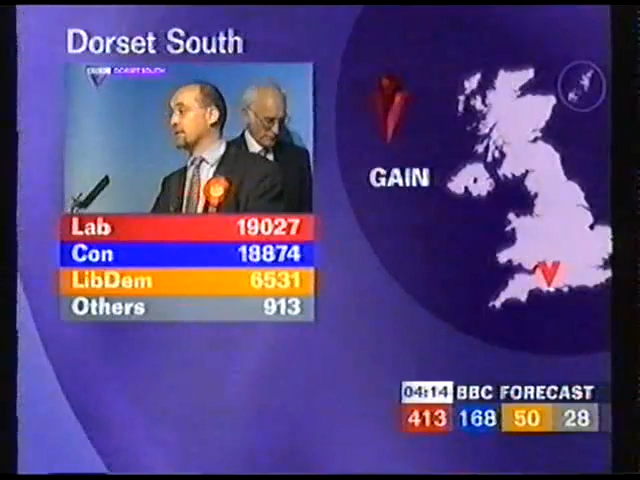 Dorset South
BBC DORSET SOUTH
GAIN
Lab 19027
Con 18874
LibDem 6531
Others 913
04:14 BBC FORECAST
413 168 50 28